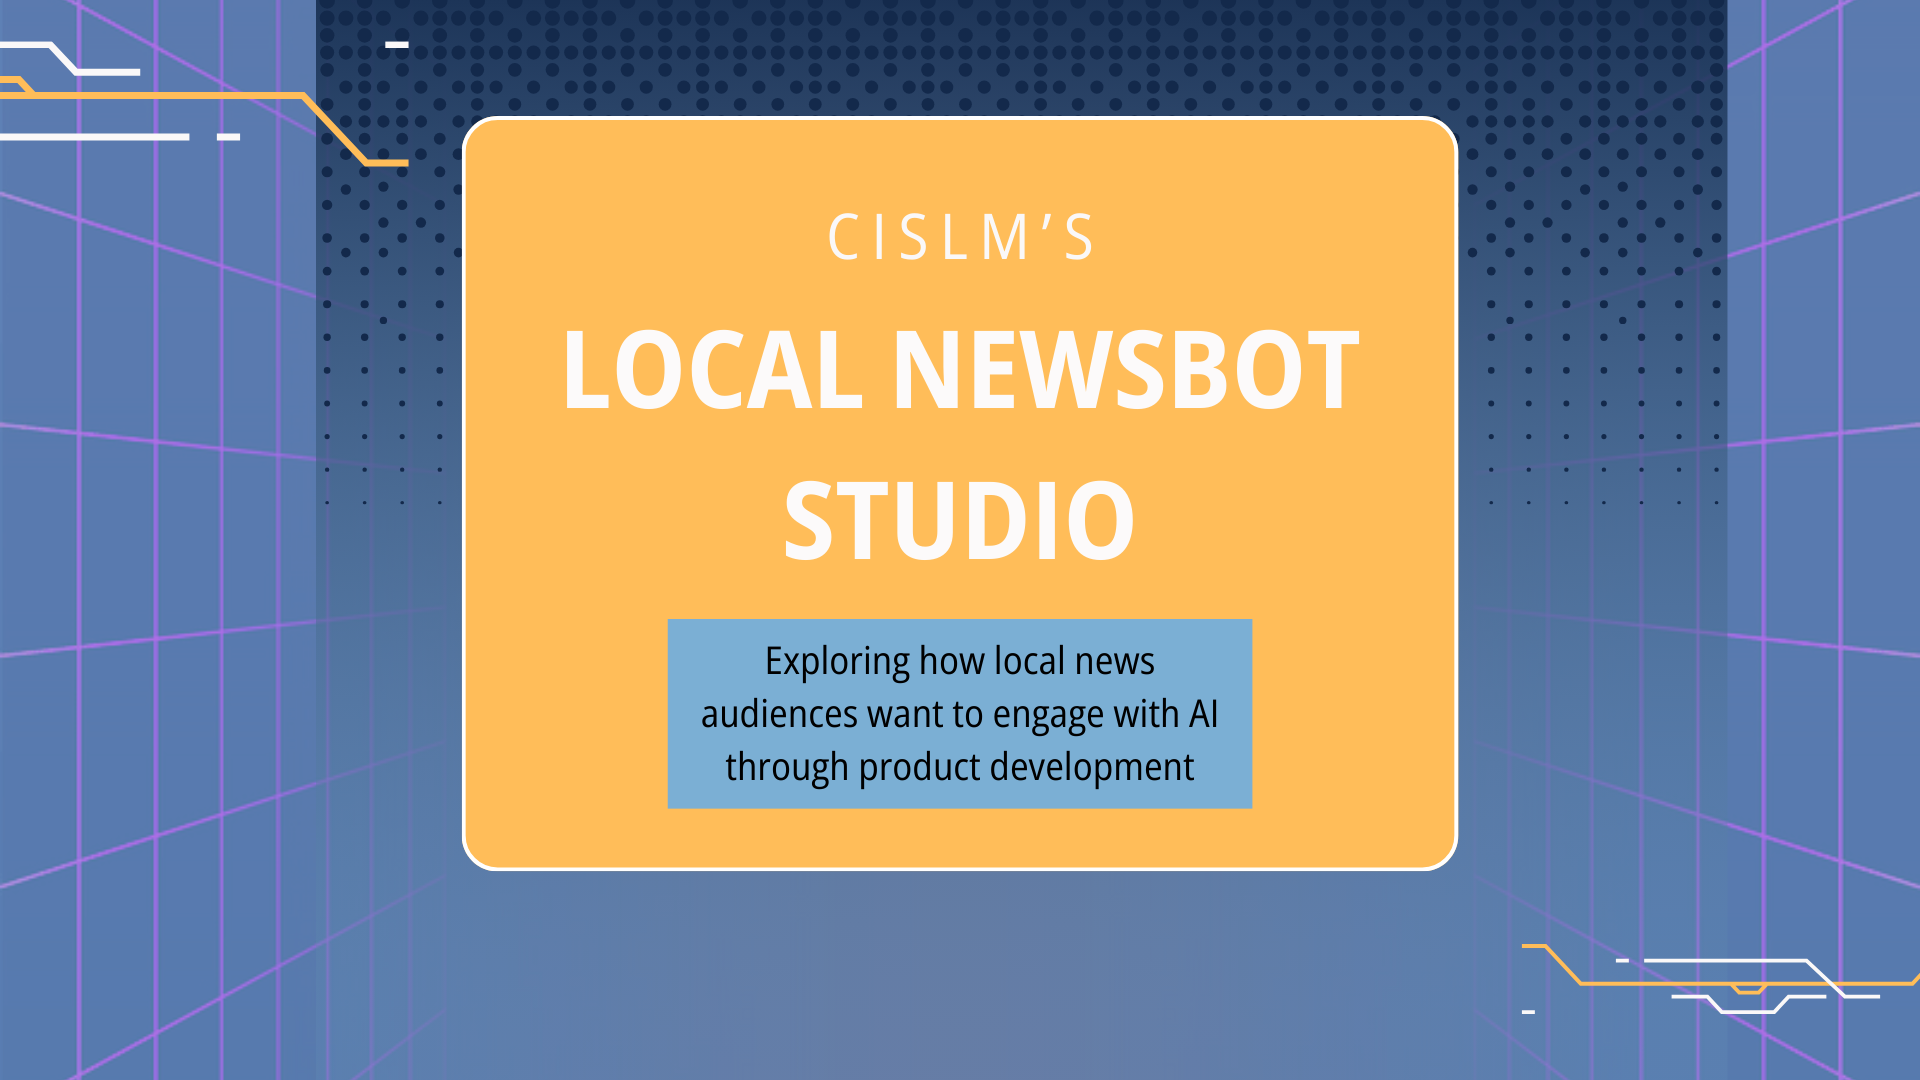 CISLM’S
LOCAL NEWSBOT
STUDIO
Exploring how local news
audiences want to engage with AI
through product development